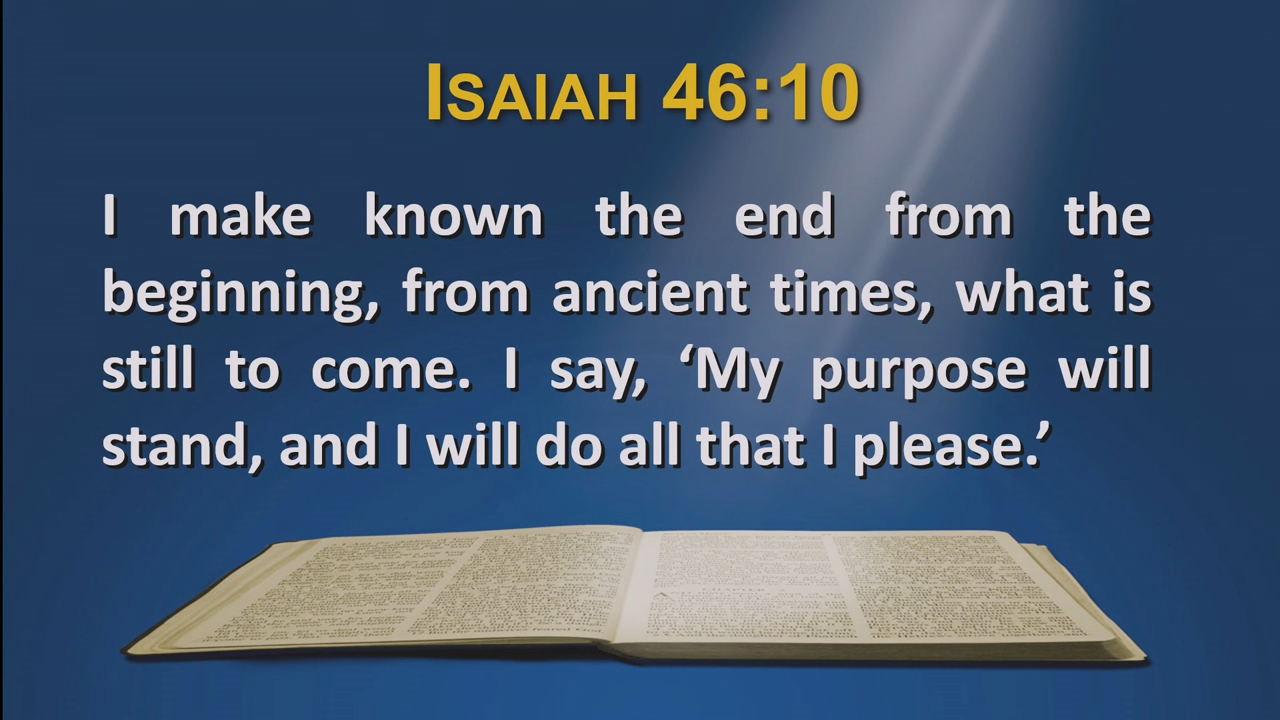 ISAIAH 46:10
I make known the end from the
beginning, from ancient times, what is
still to come. I say, ‘My purpose will
stand, and I will do all that I please.’